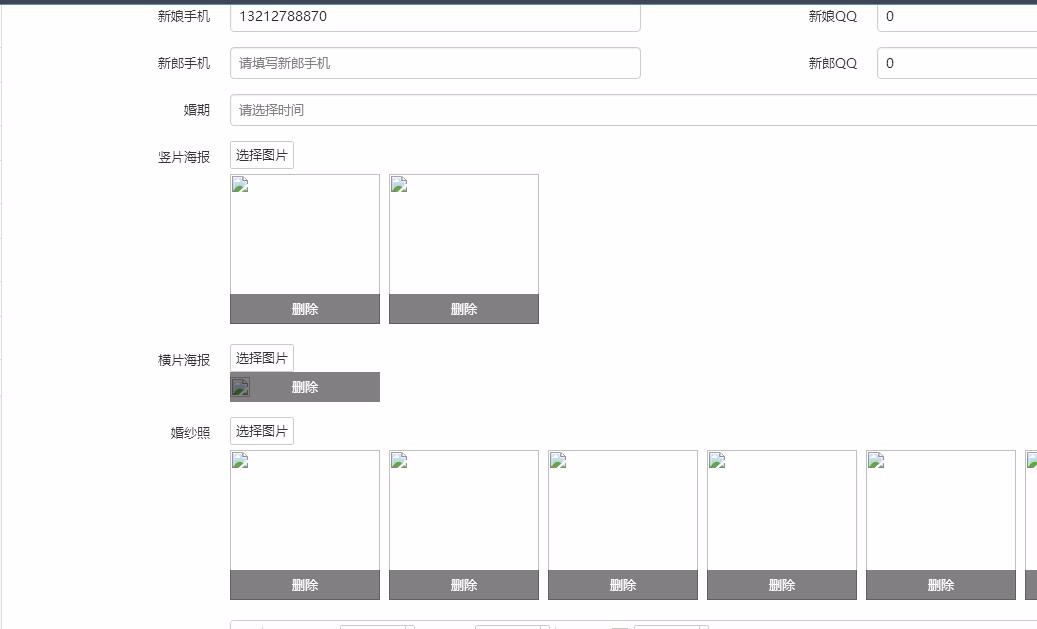 新娘手机 13212788870 新娘QQ 0
新郎手机 请填写新郎手机 新郎QQ 0
婚期 请选择时间
竖片海报 选择图片
删除 删除
横片海报 选择图片
删除
婚纱照 选择图片
删除 删除 删除 删除 删除